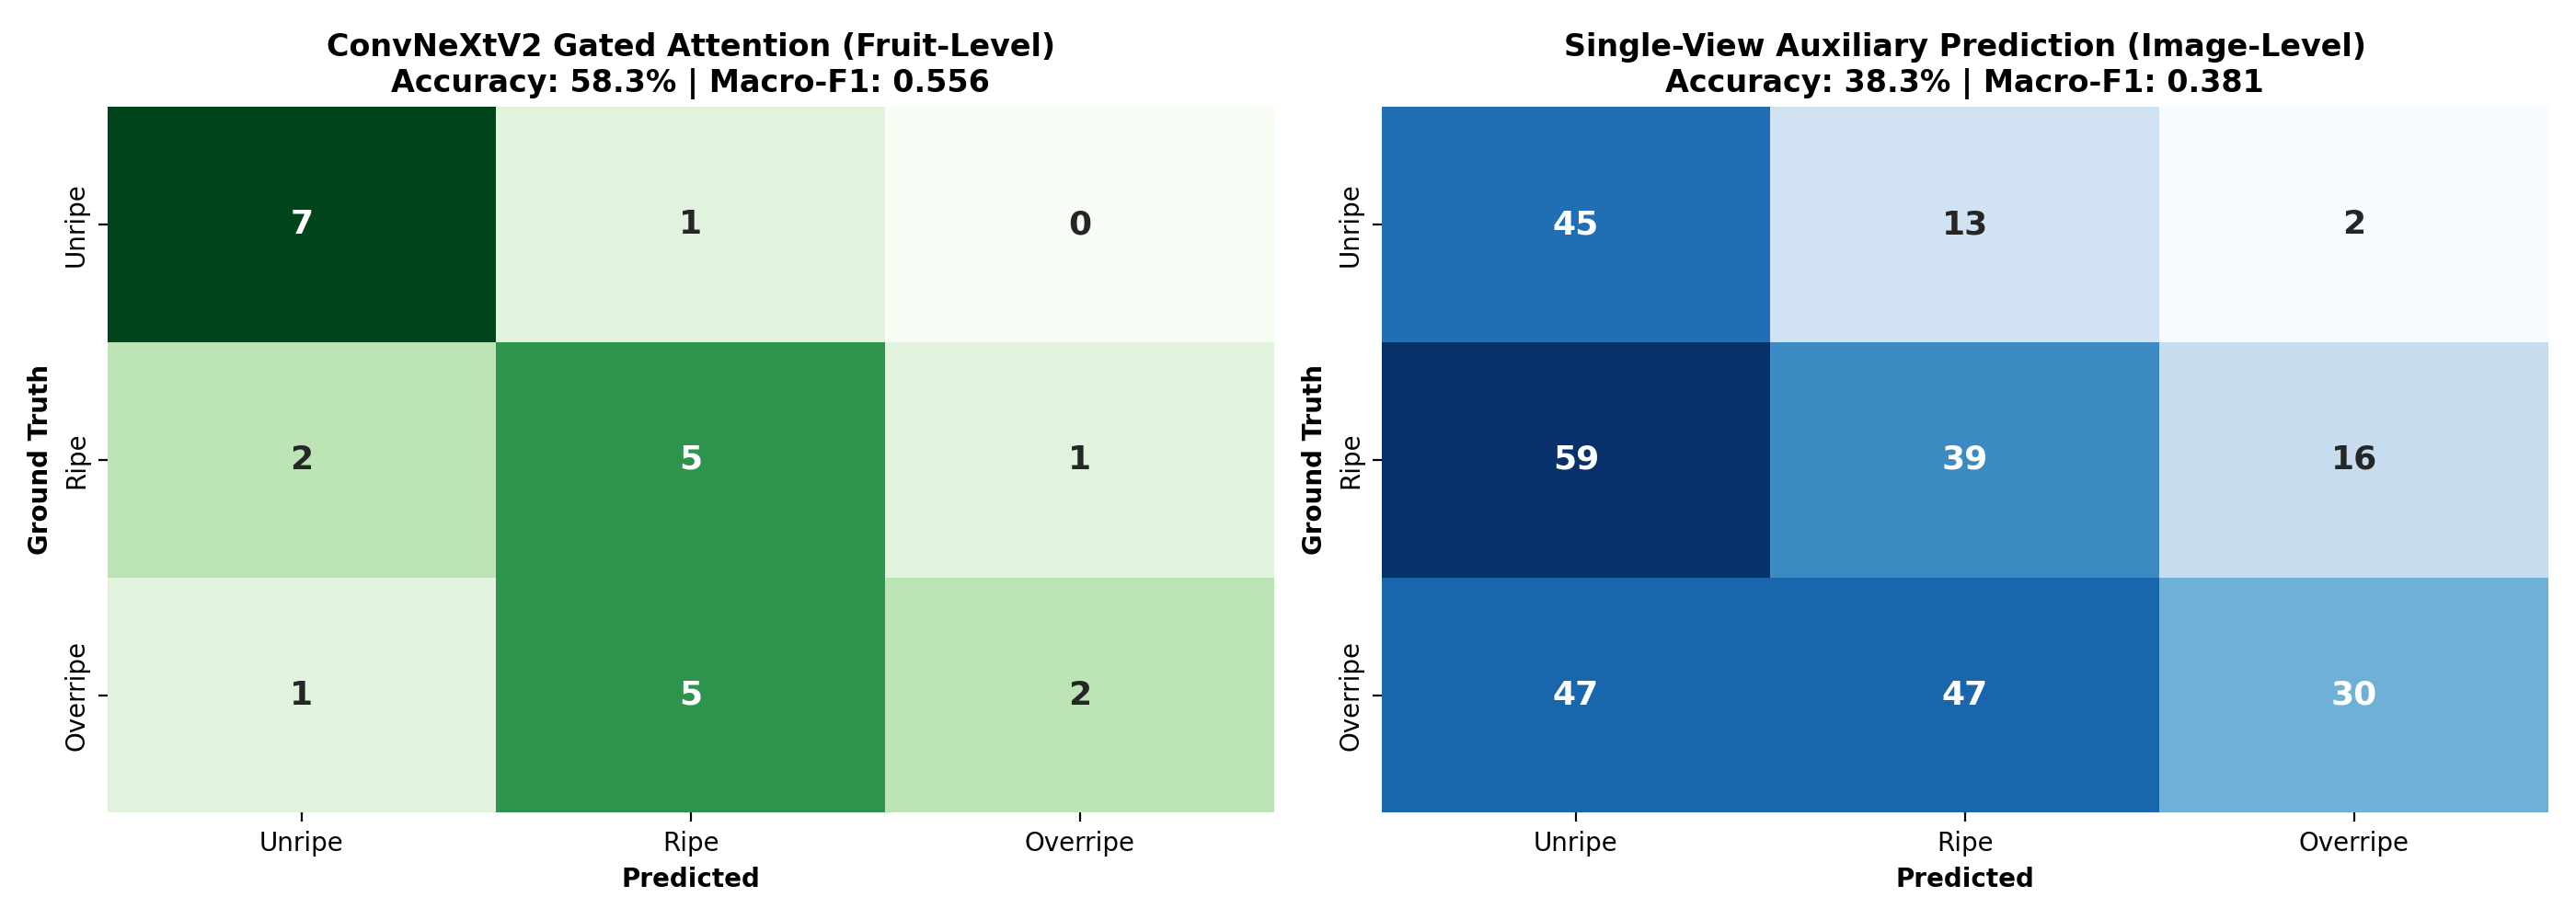 ConvNeXtV2 Gated Attention (Fruit-Level)
Accuracy: 58.3% | Macro-F1: 0.556
Ground Truth
Unripe
7 1 0
Ripe
2 5 1
Overripe
1 5 2
Unripe Ripe Overripe
Predicted
Single-View Auxiliary Prediction (Image-Level)
Accuracy: 38.3% | Macro-F1: 0.381
Ground Truth
Unripe
45 13 2
Ripe
59 39 16
Overripe
47 47 30
Unripe Ripe Overripe
Predicted